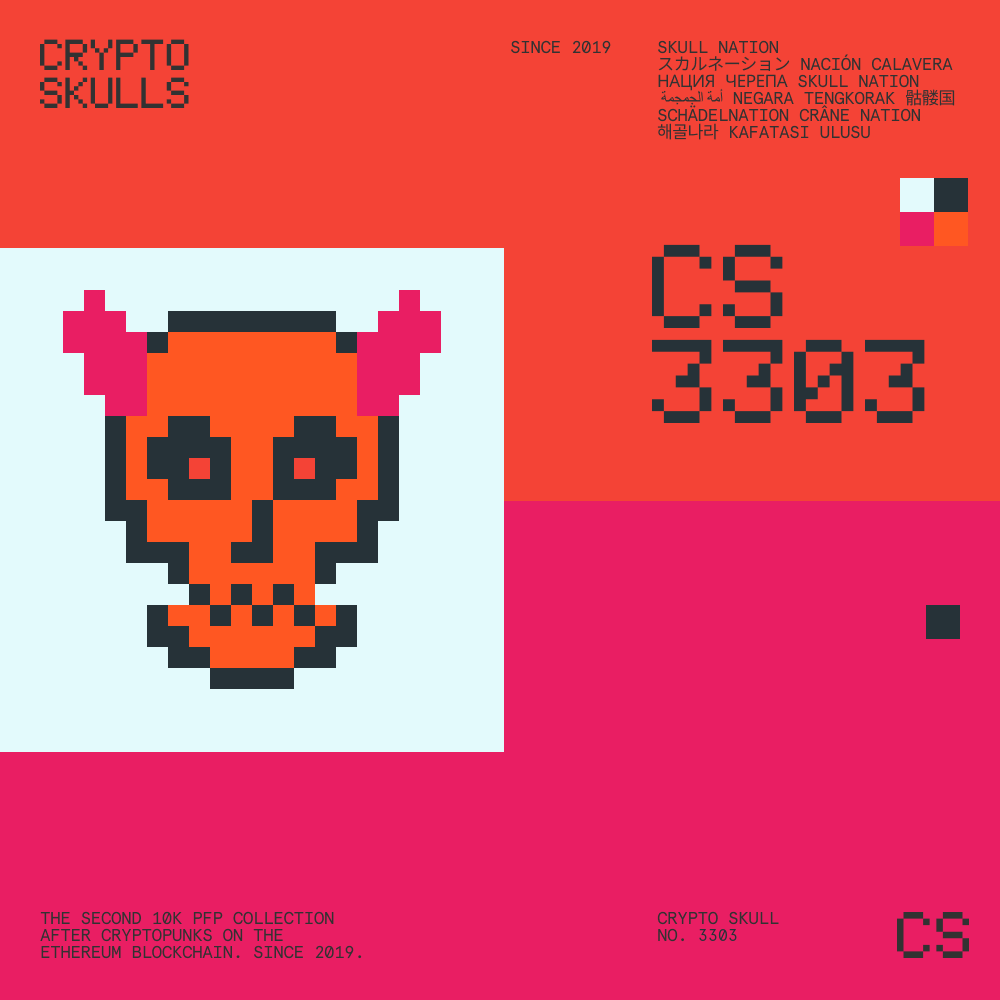 CRYPTO
SKULLS
SINCE 2019
SKULL NATION
スカルネーション NACIÓN CALAVERA
НАЦИЯ ЧЕРЕПА SKULL NATION
أمة الجمجمة NEGARA TENGKORAK 骷髅国
SCHÄDELNATION CRÂNE NATION
해골나라 KAFATASI ULUSU
CS
3303
THE SECOND 10K PFP COLLECTION
AFTER CRYPTOPUNKS ON THE
ETHEREUM BLOCKCHAIN. SINCE 2019.
CRYPTO SKULL
NO. 3303
CS